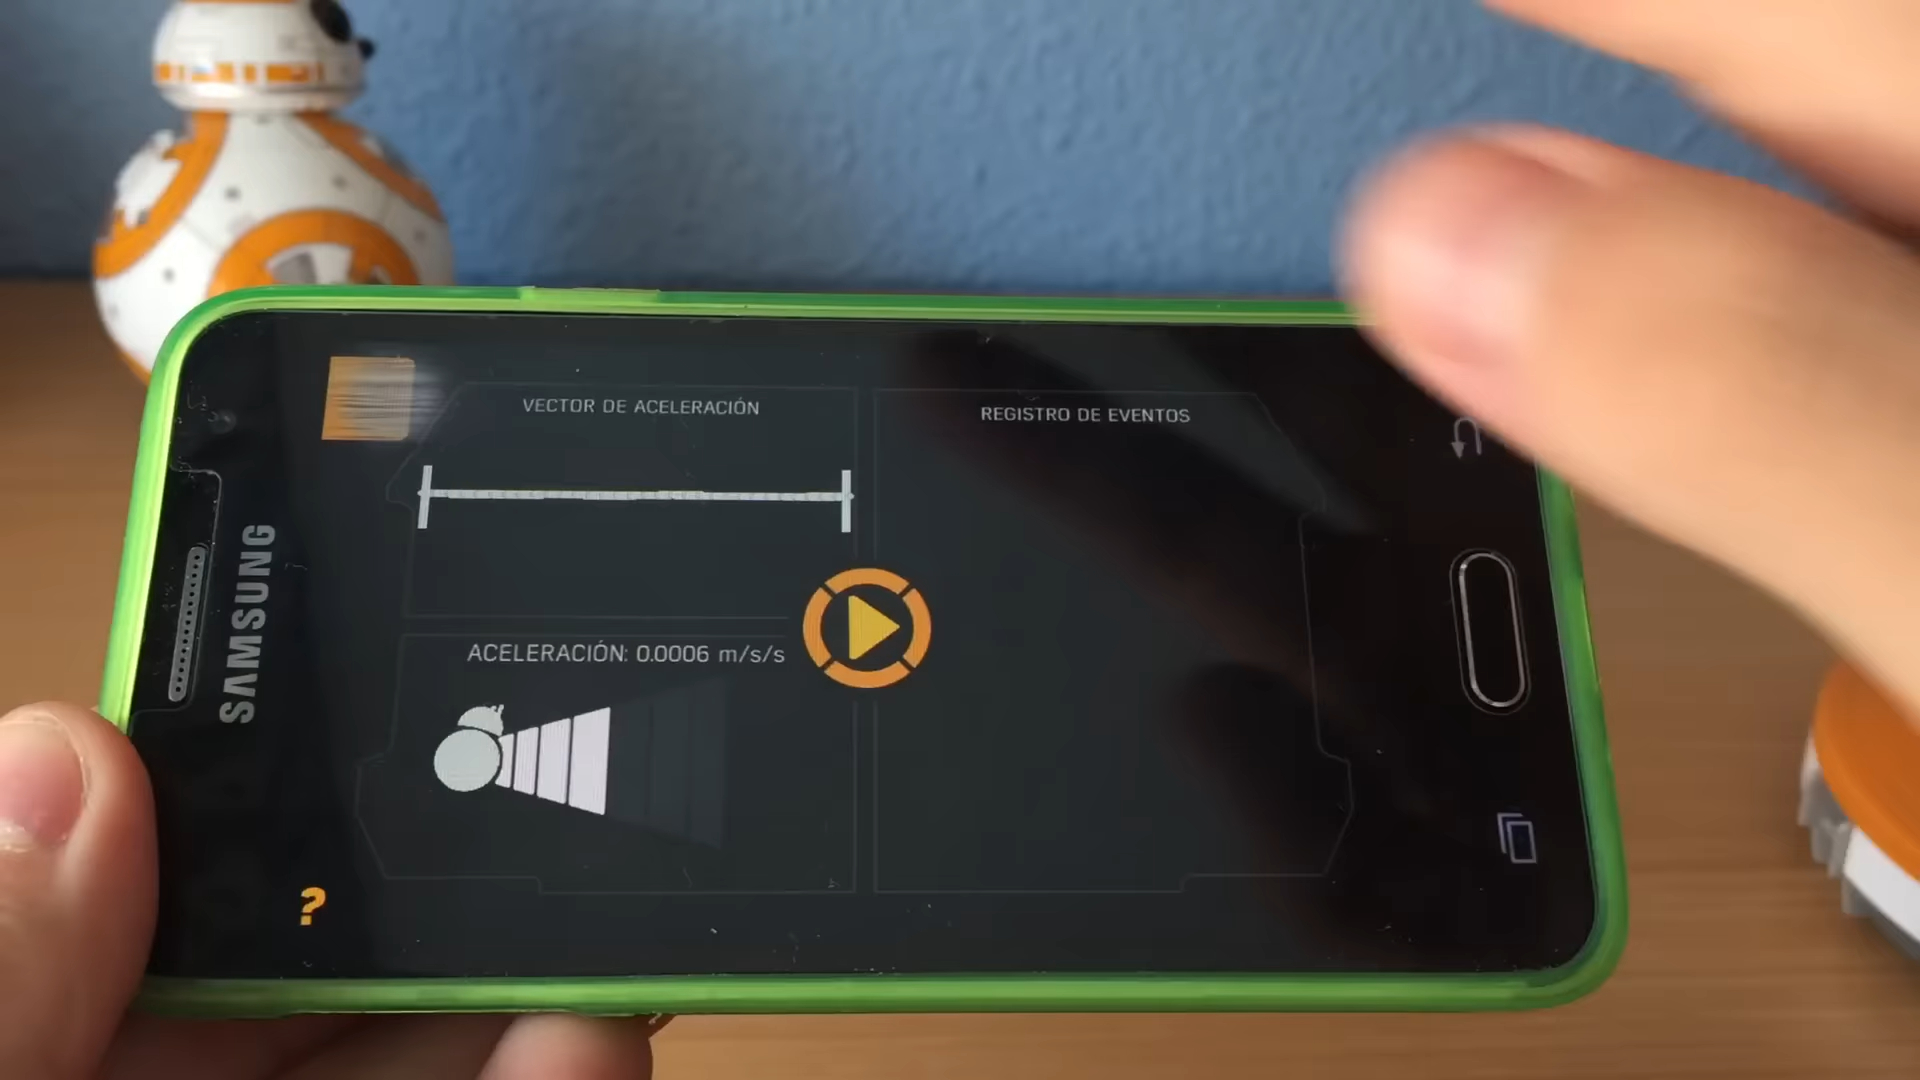 VECTOR DE ACELERACIÓN
REGISTRO DE EVENTOS
SAMSUNG
ACELERACIÓN: 0.0006 m/s/s
?